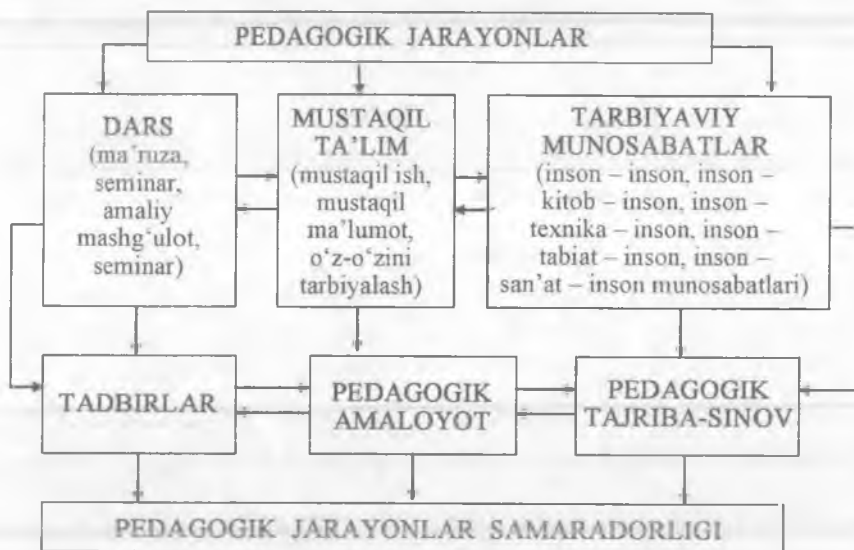 PEDAGOGIK JARAYONLAR
DARS
(ma'ruza,
seminar,
amaliy
mashg‘ulot,
seminar)
MUSTAQIL
TA’LIM
(mustaqil ish,
mustaqil
ma’lumot,
o‘z-o‘zini
tarbiyalash)
TARBIYAVIY
MUNOSABATLAR
(inson – inson, inson –
kitob – inson, inson –
texnika – inson, inson –
tabiat – inson, inson –
san’at – inson munosabatlari)
TADBIRLAR
PEDAGOGIK
AMALOYOT
PEDAGOGIK
TAJRIBA-SINOV
PEDAGOGIK JARAYONLAR SAMARADORLIGI